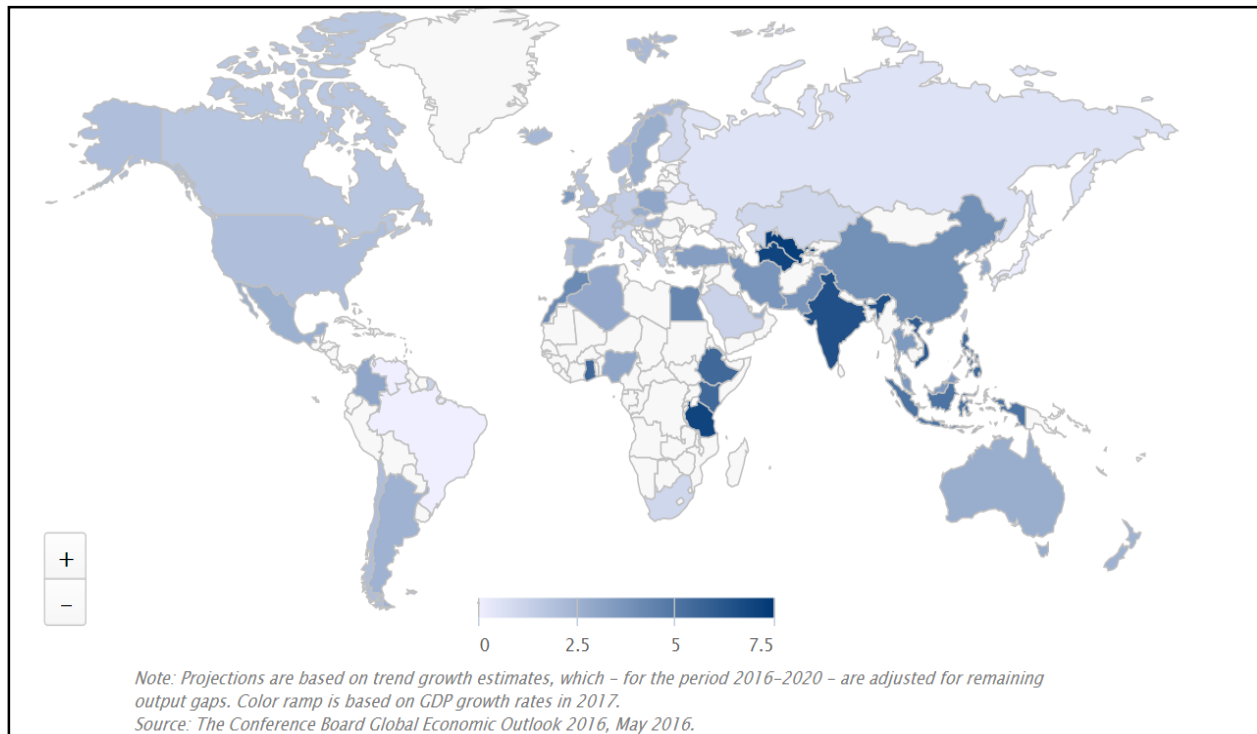 +
–
0 2.5 5 7.5
Note: Projections are based on trend growth estimates, which – for the period 2016–2020 – are adjusted for remaining
output gaps. Color ramp is based on GDP growth rates in 2017.
Source: The Conference Board Global Economic Outlook 2016, May 2016.